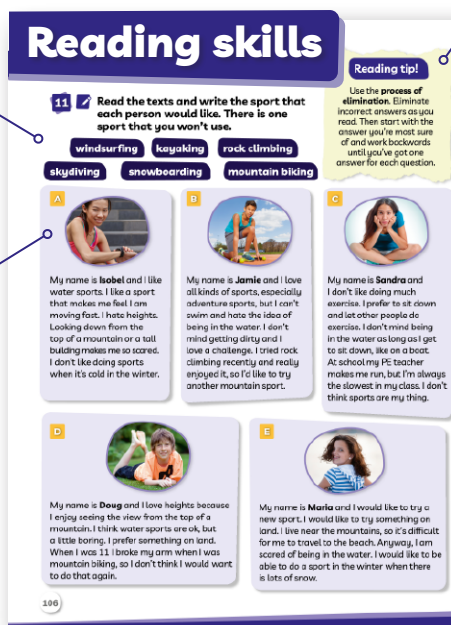 Reading skills
Reading tip!
Use the process of
elimination. Eliminate
incorrect answers as you
read. Then start with the
answer you're most sure
of and work backwards
until you've got one
answer for each question.
11 Read the texts and write the sport that
each person would like. There is one
sport that you won't use.
windsurfing kayaking rock climbing
skydiving snowboarding mountain biking
A
My name is Isobel and I like
water sports. I like a sport
that makes me feel I am
moving fast. I hate heights.
Looking down from the
top of a mountain or a tall
building makes me so scared.
I don't like doing sports
when it's cold in the winter.
B
My name is Jamie and I love
all kinds of sports, especially
adventure sports, but I can't
swim and hate the idea of
being in the water. I don't
mind getting dirty and I
love a challenge. I tried rock
climbing recently and really
enjoyed it, so I'd like to try
another mountain sport.
C
My name is Sandra and
I don't like doing much
exercise. I prefer to sit down
and let other people do
exercise. I don't mind being
in the water as long as I get
to sit down, like on a boat.
At school my PE teacher
makes me run, but I'm always
the slowest in my class. I don't
think sports are my thing.
D
My name is Doug and I love heights because
I enjoy seeing the view from the top of a
mountain. I think water sports are ok, but
a little boring. I prefer something on land.
When I was 11 I broke my arm when I was
mountain biking, so I don't think I would want
to do that again.
E
My name is Maria and I would like to try a
new sport. I would like to try something on
land. I live near the mountains, so it's difficult
for me to travel to the beach. Anyway, I am
scared of being in the water. I would like to be
able to do a sport in the winter when there
is lots of snow.
106